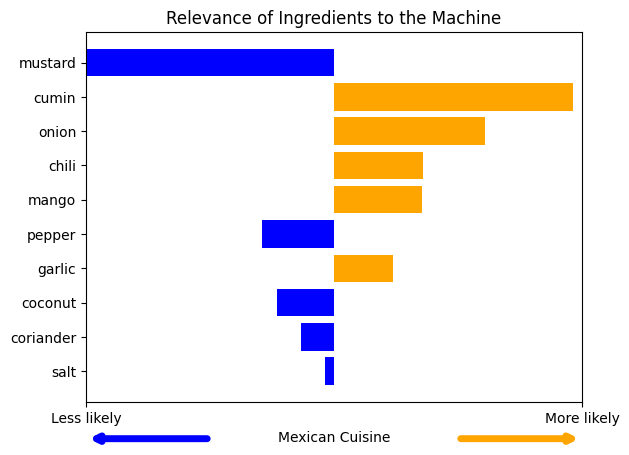 Relevance of Ingredients to the Machine
mustard
cumin
onion
chili
mango
pepper
garlic
coconut
coriander
salt
Less likely More likely
Mexican Cuisine